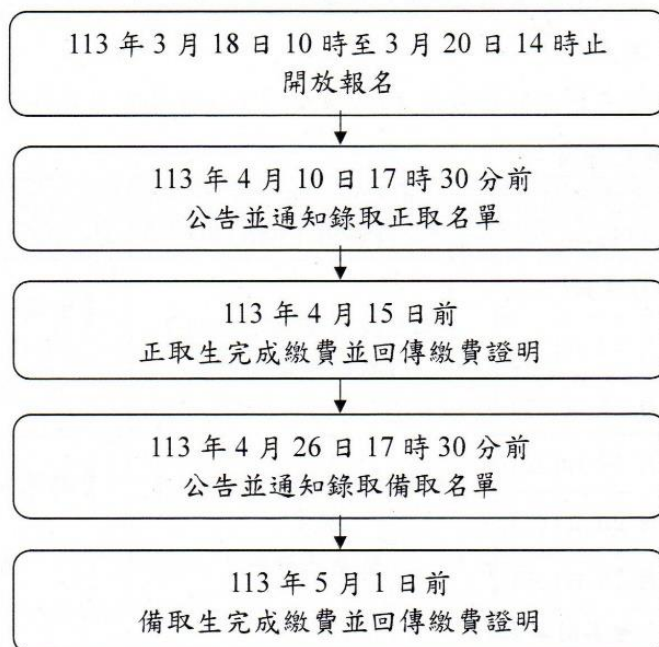 113 年 3 月 18 日 10 時至 3 月 20 日 14 時止
開放報名
113 年 4 月 10 日 17 時 30 分前
公告並通知錄取正取名單
113 年 4 月 15 日前
正取生完成繳費並回傳繳費證明
113 年 4 月 26 日 17 時 30 分前
公告並通知錄取備取名單
113 年 5 月 1 日前
備取生完成繳費並回傳繳費證明